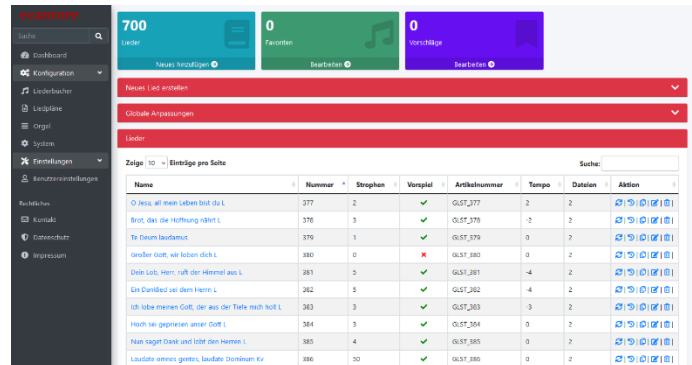 ecantore
Suche
Dashboard
Konfiguration
Liederbücher
Liedpläne
Orgel
System
Einstellungen
Benutzereinstellungen
Rechtliches
Kontakt
Datenschutz
Impressum
700
Lieder
Neues hinzufügen
0
Favoriten
Bearbeiten
0
Vorschläge
Bearbeiten
Neues Lied erstellen
Globale Anpassungen
Lieder
Zeige 10 Einträge pro Seite
Suche:
Name Nummer Strophen Vorspiel Artikelnummer Tempo Dateien Aktion
O Jesu, all mein Leben bist du L 377 2 GLST_377 2 2
Brot, das die Hoffnung nährt L 378 3 GLST_378 -2 2
Te Deum laudamus 379 1 GLST_379 0 2
Großer Gott, wir loben dich L 380 0 GLST_380 0 2
Dein Lob, Herr, ruft der Himmel aus L 381 5 GLST_381 -4 2
Ein Danklied sei dem Herrn L 382 5 GLST_382 -4 2
Ich lobe meinen Gott, der aus der Tiefe mich holt L 383 3 GLST_383 -3 2
Hoch sei gepriesen unser Gott L 384 3 GLST_384 0 2
Nun saget Dank und lobt den Herren L 385 4 GLST_385 0 2
Laudate omnes gentes, laudate Dominum Kv 386 50 GLST_386 0 2